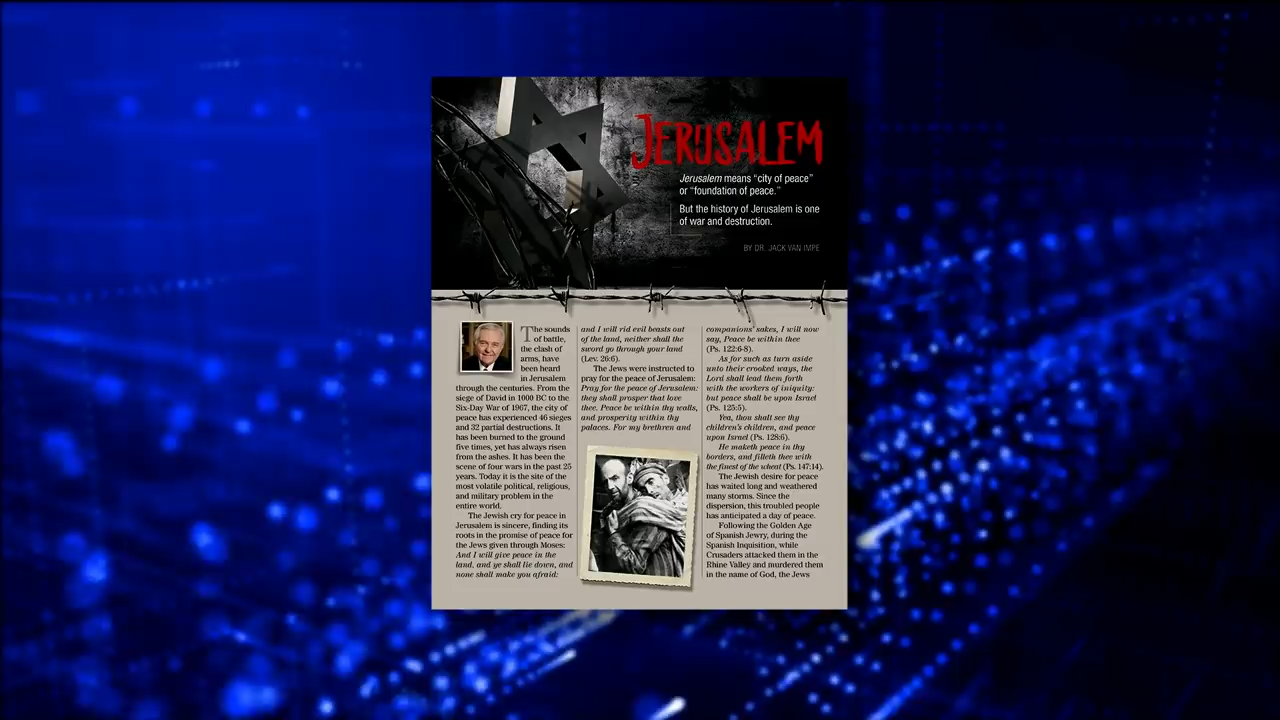 JERUSALEM
Jerusalem means “city of peace”
or “foundation of peace.”
But the history of Jerusalem is one
of war and destruction.
BY DR. JACK VAN IMPE
The sounds
of battle,
the clash of
arms, have
been heard
in Jerusalem
through the centuries. From the
siege of David in 1000 BC to the
Six-Day War of 1967, the city of
peace has experienced 46 sieges
and 32 partial destructions. It
has been burned to the ground
five times, yet has always risen
from the ashes. It has been the
scene of four wars in the past 25
years. Today it is the site of the
most volatile political, religious,
and military problem in the
entire world.
The Jewish cry for peace in
Jerusalem is sincere, finding its
roots in the promise of peace for
the Jews given through Moses:
And I will give peace in the
land, and ye shall lie down, and
none shall make you afraid:
and I will rid evil beasts out
of the land, neither shall the
sword go through your land
(Lev. 26:6).
The Jews were instructed to
pray for the peace of Jerusalem:
Pray for the peace of Jerusalem:
they shall prosper that love
thee. Peace be within thy walls,
and prosperity within thy
palaces. For my brethren and
companions’ sakes, I will now
say, Peace be within thee
(Ps. 122:6-8).
As for such as turn aside
unto their crooked ways, the
Lord shall lead them forth
with the workers of iniquity:
but peace shall be upon Israel
(Ps. 125:5).
Yea, thou shall see thy
children’s children, and peace
upon Israel (Ps. 128:6).
He maketh peace in thy
borders, and filleth thee with
the finest of the wheat (Ps. 147:14).
The Jewish desire for peace
has waited long and weathered
many storms. Since the
dispersion, this troubled people
has anticipated a day of peace.
Following the Golden Age
of Spanish Jewry, during the
Spanish Inquisition, while
Crusaders attacked them in the
Rhine Valley and murdered them
in the name of God, the Jews